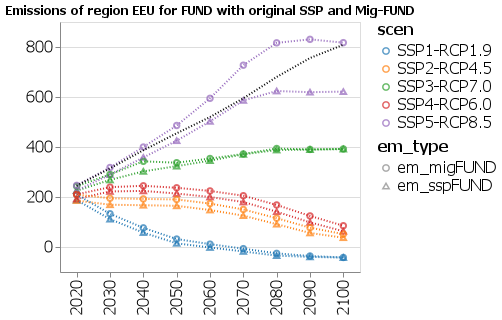 Emissions of region EEU for FUND with original SSP and Mig-FUND
800
600
400
200
0
2020
2030
2040
2050
2060
2070
2080
2090
2100
scen
SSP1-RCP1.9
SSP2-RCP4.5
SSP3-RCP7.0
SSP4-RCP6.0
SSP5-RCP8.5
em_type
em_migFUND
em_sspFUND